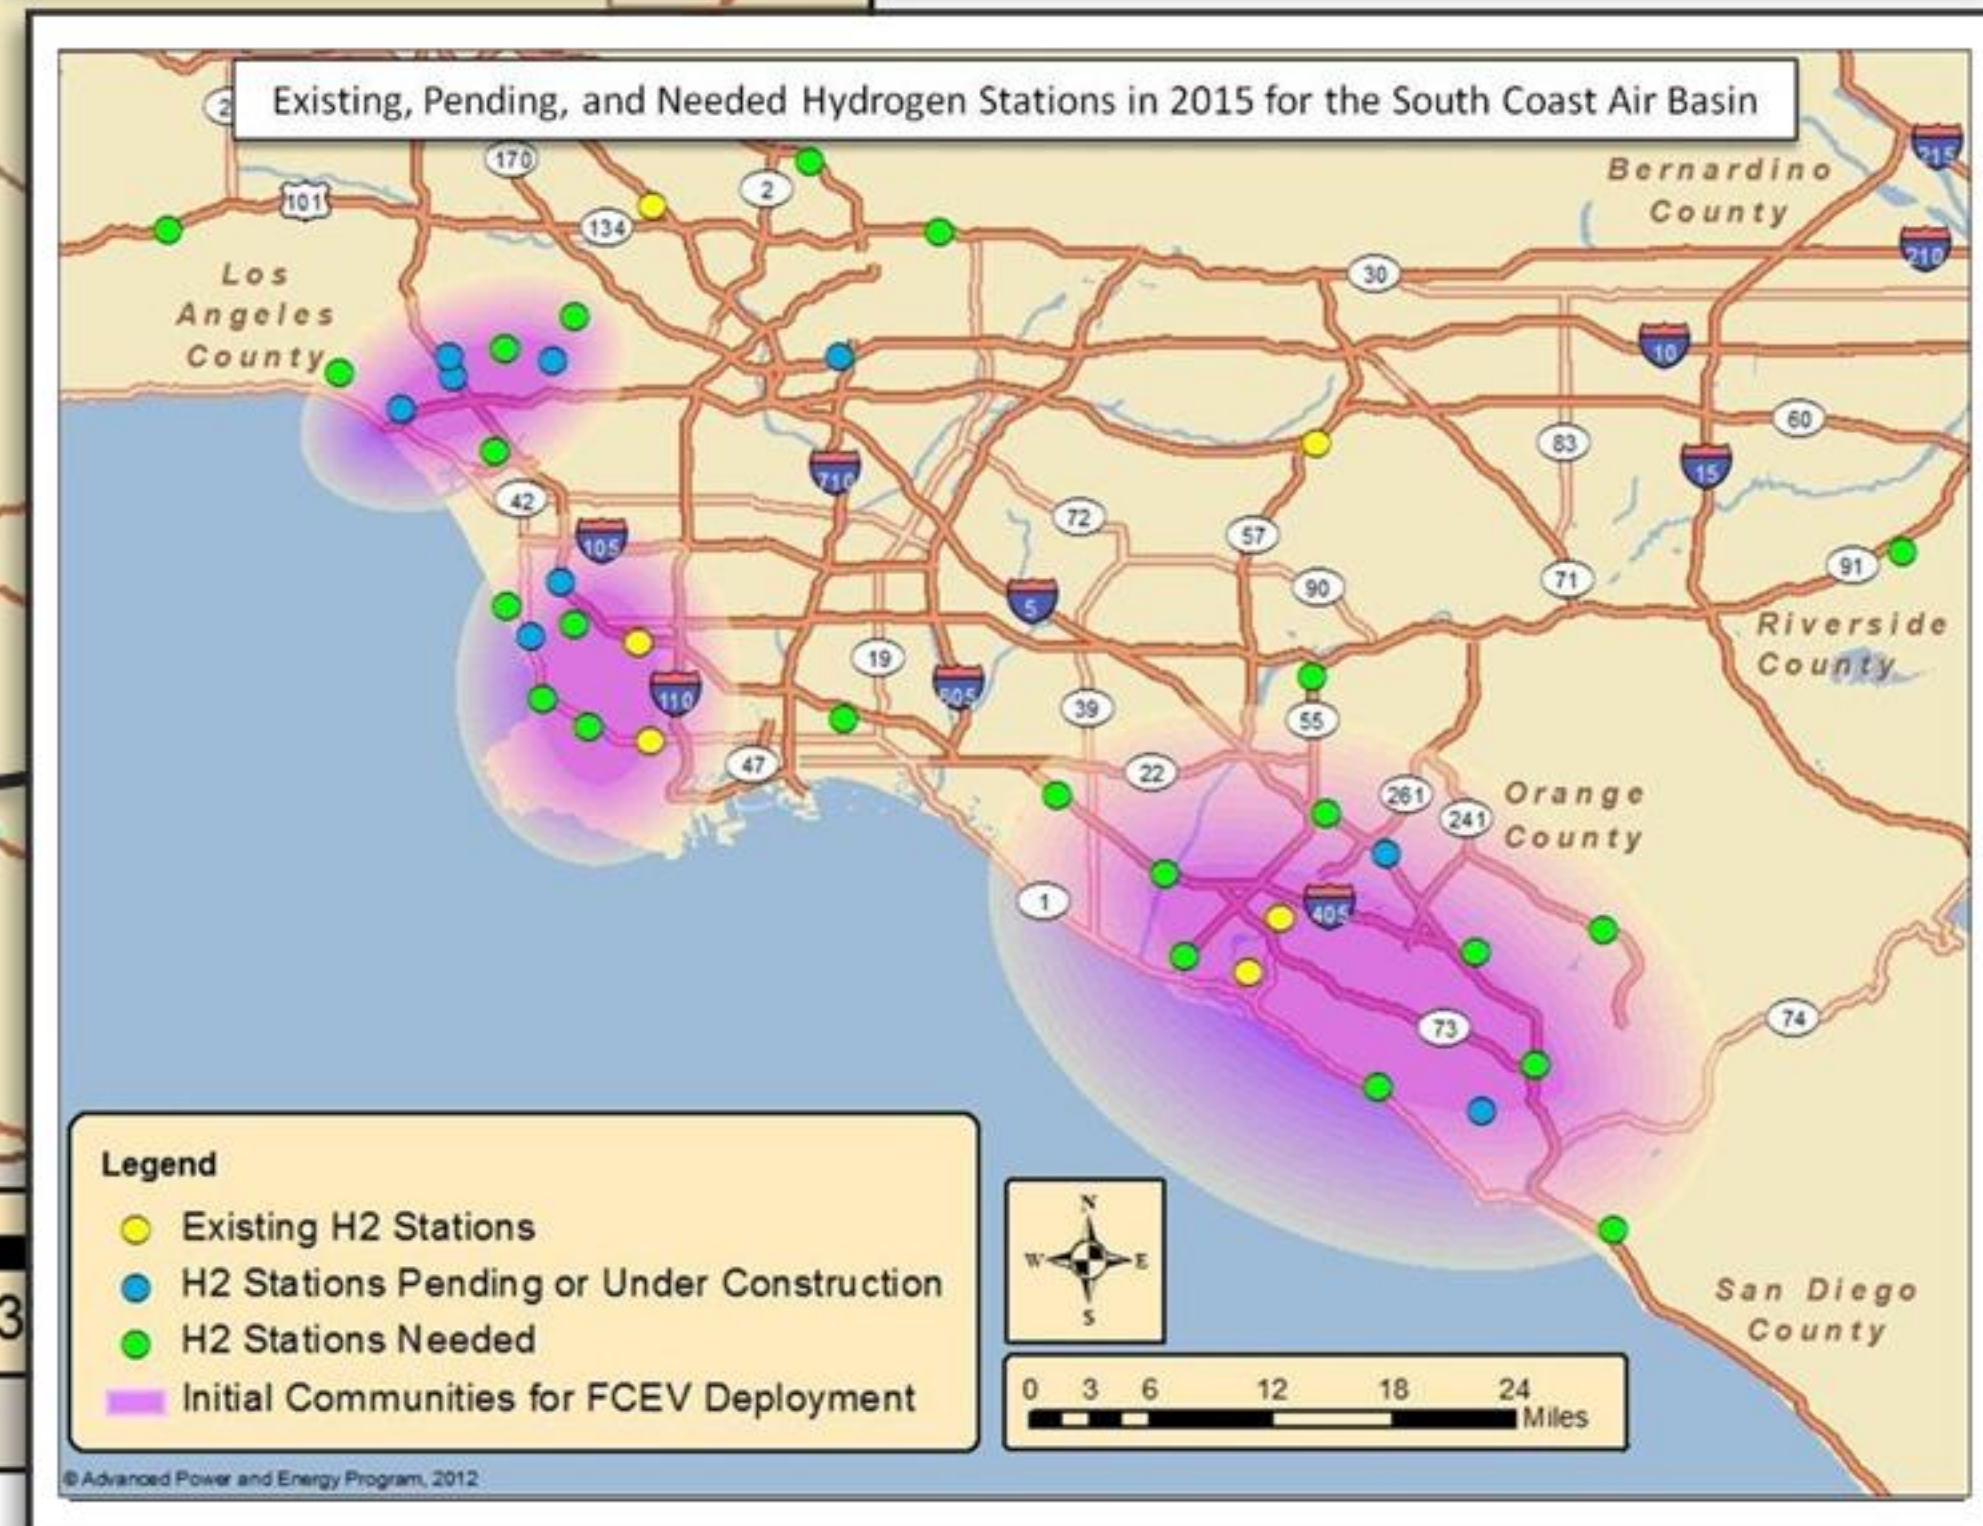 Existing, Pending, and Needed Hydrogen Stations in 2015 for the South Coast Air Basin
2
170
2
101
134
Bernardino
County
215
210
30
Los
Angeles
County
10
60
83
15
710
42
72
57
105
90
71
91
5
Riverside
County
19
605
110
39
55
47
22
261
241
Orange
County
1
405
73
74
San Diego
County
Legend
Existing H2 Stations
H2 Stations Pending or Under Construction
H2 Stations Needed
Initial Communities for FCEV Deployment
N
W E
S
0 3 6 12 18 24
Miles
© Advanced Power and Energy Program, 2012
3